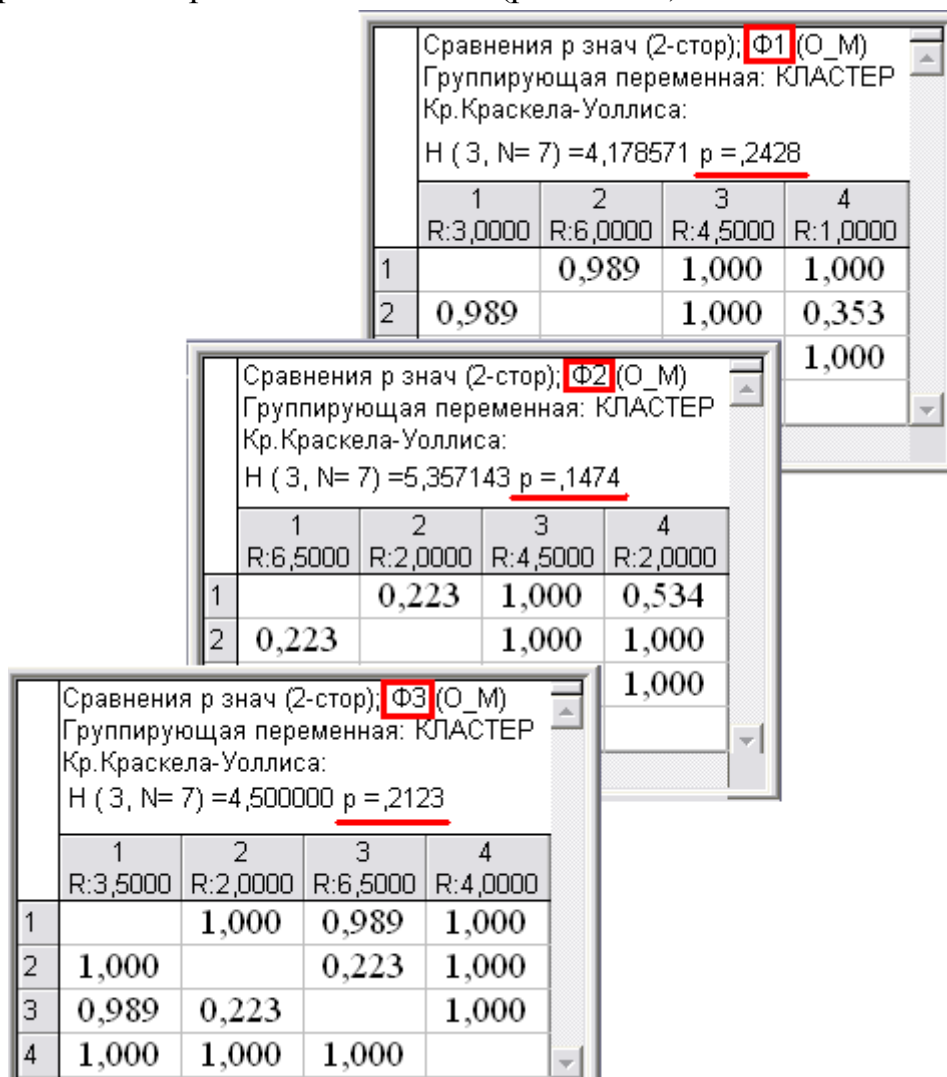 Сравнения p знач (2-стор); Ф1 (О_М)
Группирующая переменная: КЛАСТЕР
Кр.Краскела-Уоллиса:
H ( 3, N= 7) =4,178571 p =,2428
1 2 3 4
R:3,0000 R:6,0000 R:4,5000 R:1,0000
1 0,989 1,000 1,000
2 0,989 1,000 0,353
1,000
Сравнения p знач (2-стор); Ф2 (О_М)
Группирующая переменная: КЛАСТЕР
Кр.Краскела-Уоллиса:
H ( 3, N= 7) =5,357143 p =,1474
1 2 3 4
R:6,5000 R:2,0000 R:4,5000 R:2,0000
1 0,223 1,000 0,534
2 0,223 1,000 1,000
1,000
Сравнения p знач (2-стор); Ф3 (О_М)
Группирующая переменная: КЛАСТЕР
Кр.Краскела-Уоллиса:
H ( 3, N= 7) =4,500000 p =,2123
1 2 3 4
R:3,5000 R:2,0000 R:6,5000 R:4,0000
1 1,000 0,989 1,000
2 1,000 0,223 1,000
3 0,989 0,223 1,000
4 1,000 1,000 1,000